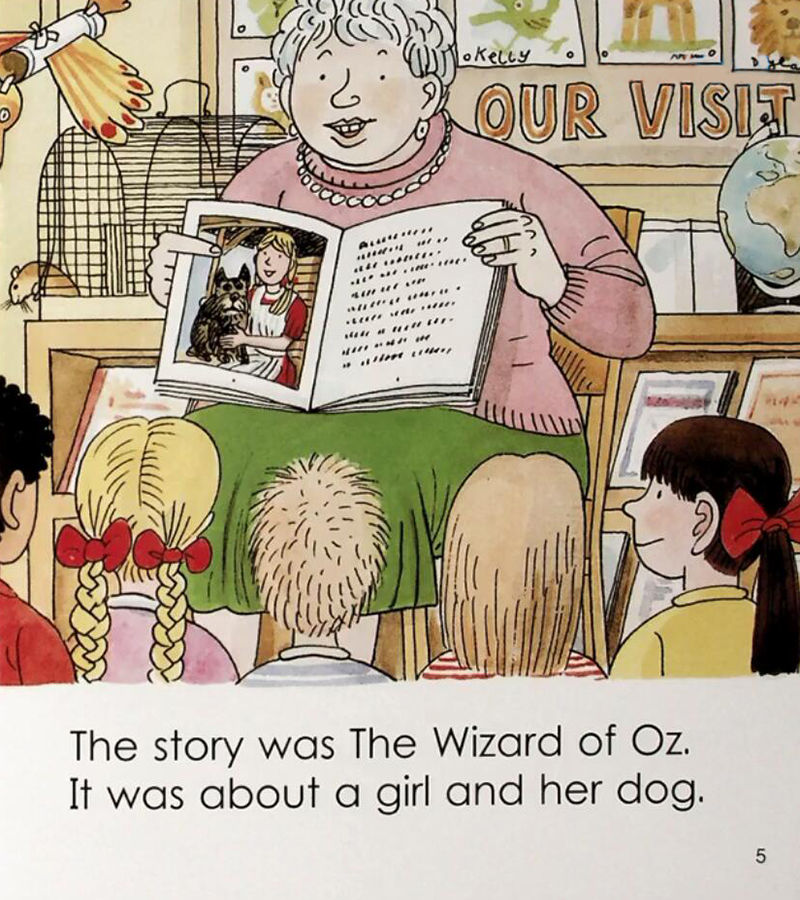 Kelly
OUR VISIT
The story was The Wizard of Oz.
It was about a girl and her dog.
5